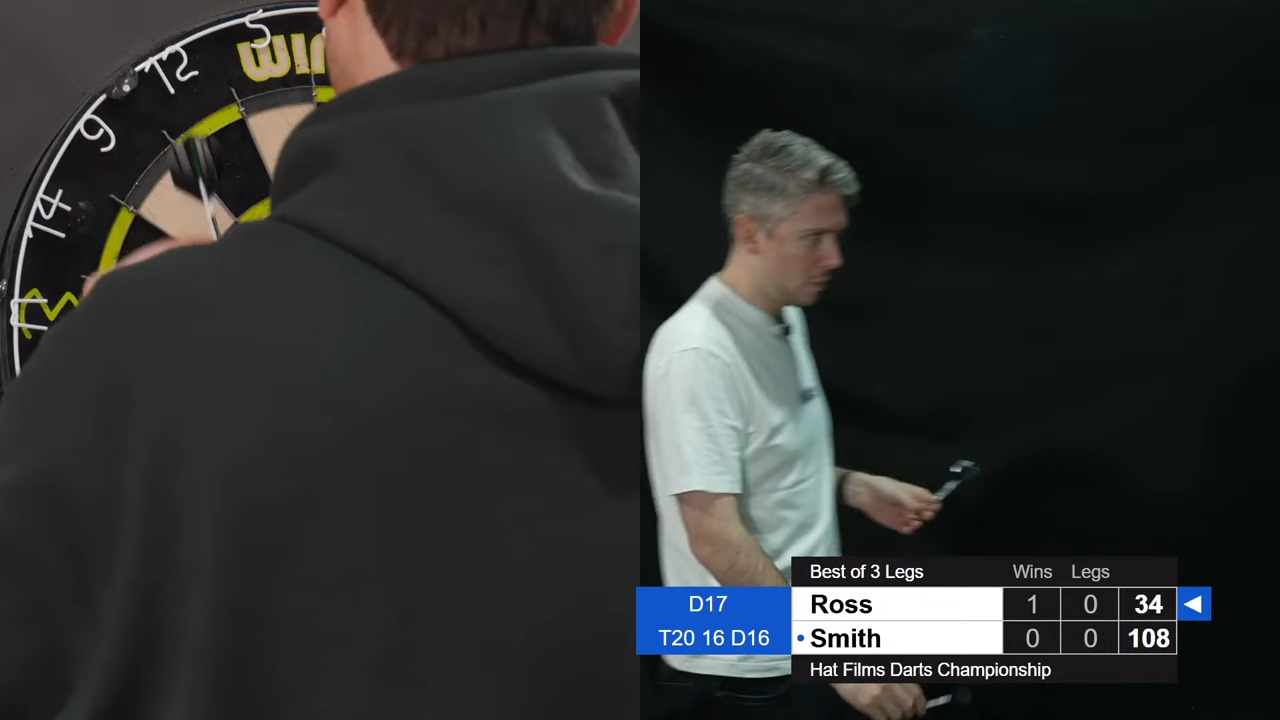 5
12
9
14
11
Best of 3 Legs Wins Legs
D17 Ross 1 0 34
T20 16 D16 Smith 0 0 108
Hat Films Darts Championship